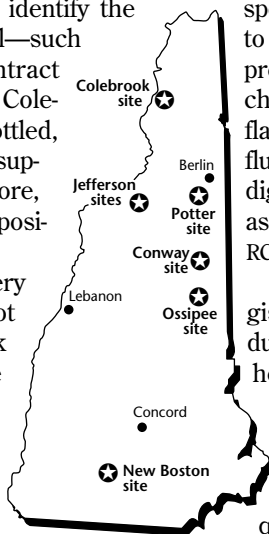 identify the
l—such
ntract
Cole-
ottled,
sup-
ore,
posi-
ery
ot
k
e
Colebrook
site
Berlin
Jefferson
sites
Potter
site
Conway
site
Lebanon
Ossipee
site
Concord
New Boston
site
sp
to
pr
ch
fla
flu
dig
as
RC
gis
du
he
q